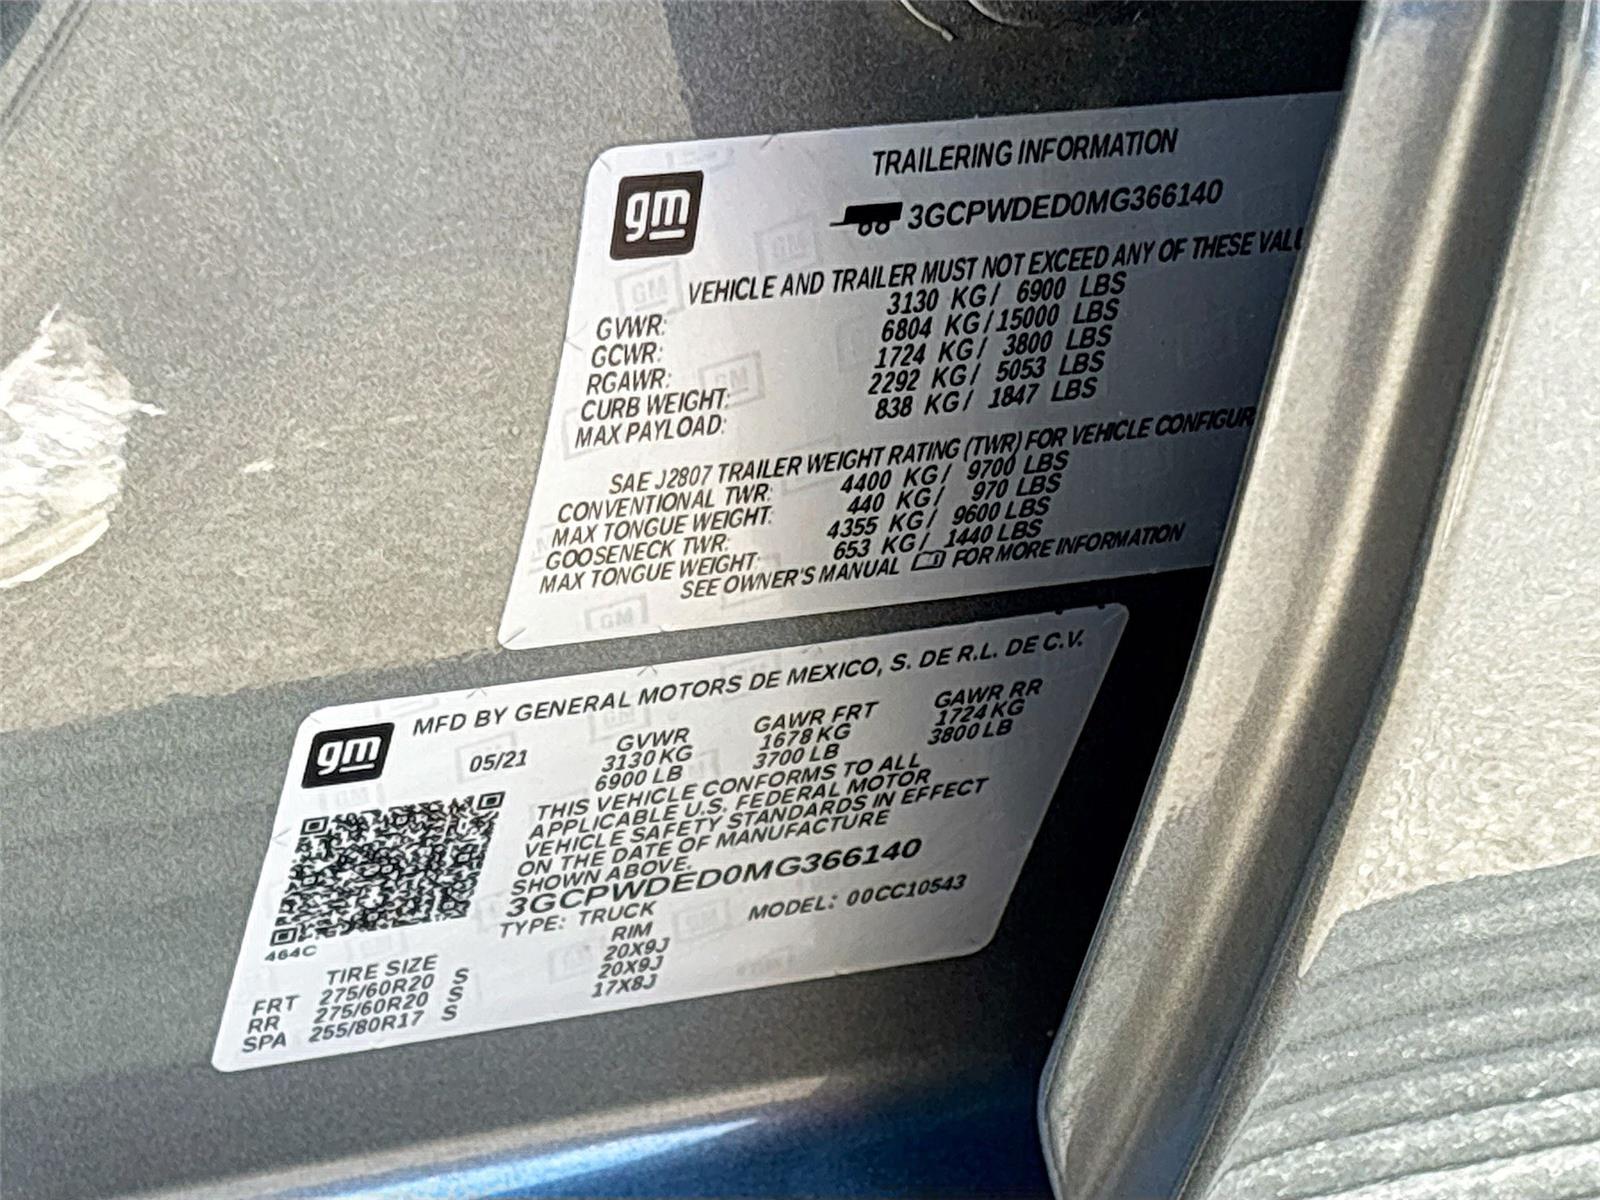 gm
TRAILERING INFORMATION
3GCPWDED0MG366140
VEHICLE AND TRAILER MUST NOT EXCEED ANY OF THESE
GVWR: 3130 KG/ 6900 LBS
GCWR: 6804 KG/15000 LBS
RGAWR: 1724 KG/ 3800 LBS
CURB WEIGHT: 2292 KG/ 5053 LBS
MAX PAYLOAD: 838 KG/ 1847 LBS
SAE J2807 TRAILER WEIGHT RATING (TWR) FOR VEHICLE
CONVENTIONAL TWR: 4400 KG/ 9700 LBS
MAX TONGUE WEIGHT: 440 KG/ 970 LBS
GOOSENECK TWR: 4355 KG/ 9600 LBS
MAX TONGUE WEIGHT: 653 KG/ 1440 LBS
SEE OWNER'S MANUAL FOR MORE INFORMATION
gm
MFD BY GENERAL MOTORS DE MEXICO, S. DE R.L. DE C.V.
05/21 GVWR GAWR FRT GAWR RR
3130 KG 1678 KG 1724 KG
6900 LB 3700 LB 3800 LB
THIS VEHICLE CONFORMS TO ALL
APPLICABLE U.S. FEDERAL MOTOR
VEHICLE SAFETY STANDARDS IN EFFECT
ON THE DATE OF MANUFACTURE
SHOWN ABOVE.
3GCPWDED0MG366140
TYPE: TRUCK MODEL: 00CC10543
464C
TIRE SIZE RIM
FRT 275/60R20 S 20X9J
RR 275/60R20 S 20X9J
SPA 255/80R17 S 17X8J